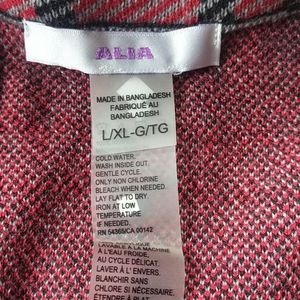 ALIA
MADE IN BANGLADESH
FABRIQUÉ AU
BANGLADESH
L/XL-G/TG
COLD WATER.
WASH INSIDE OUT.
GENTLE CYCLE.
ONLY NON CHLORINE
BLEACH WHEN NEEDED.
LAY FLAT TO DRY.
IRON AT LOW
TEMPERATURE
IF NEEDED.
RN 54365/CA 00142
LAVABLE À LA MACHINE
À L'EAU FROIDE,
AU CYCLE DÉLICAT.
LAVER À L' ENVERS.
BLANCHIR SANS
CHLORE SI NÉCESSAIRE.